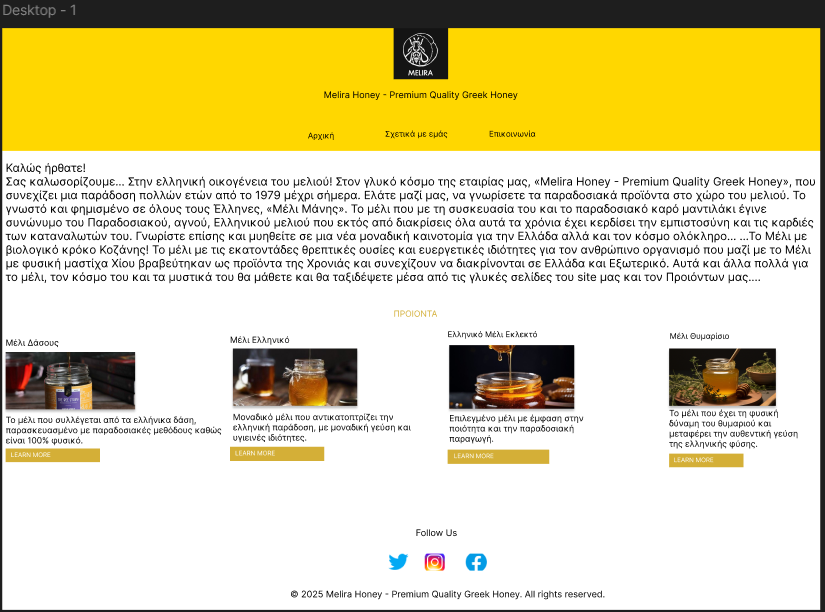 Desktop - 1
MELIRA
Melira Honey - Premium Quality Greek Honey
Αρχική
Σχετικά με εμάς
Επικοινωνία
Καλώς ήρθατε!
Σας καλωσορίζουμε... Στην ελληνική οικογένεια του μελιού! Στον γλυκό κόσμο της εταιρίας μας, «Melira Honey - Premium Quality Greek Honey», που
συνεχίζει μια παράδοση πολλών ετών από το 1979 μέχρι σήμερα. Ελάτε μαζί μας, να γνωρίσετε τα παραδοσιακά προϊόντα στο χώρο του μελιού. Το
γνωστό και φημισμένο σε όλους τους Έλληνες, «Μέλι Μάνης». Το μέλι που με τη συσκευασία του και το παραδοσιακό καρό μαντιλάκι έγινε
συνώνυμο του Παραδοσιακού, αγνού, Ελληνικού μελιού που εκτός από διακρίσεις όλα αυτά τα χρόνια έχει κερδίσει την εμπιστοσύνη και τις καρδιές
των καταναλωτών του. Γνωρίστε επίσης και μυηθείτε σε μια νέα μοναδική καινοτομία για την Ελλάδα αλλά και τον κόσμο ολόκληρο... ...Το Μέλι με
βιολογικό κρόκο Κοζάνης! Το μέλι με τις εκατοντάδες θρεπτικές ουσίες και ευεργετικές ιδιότητες για τον ανθρώπινο οργανισμό που μαζί με το Μέλι
με φυσική μαστίχα Χίου βραβεύτηκαν ως προϊόντα της Χρονιάς και συνεχίζουν να διακρίνονται σε Ελλάδα και Εξωτερικό. Αυτά και άλλα πολλά για
το μέλι, τον κόσμο του και τα μυστικά του θα μάθετε και θα ταξιδέψετε μέσα από τις γλυκές σελίδες του site μας και τον Προιόντων μας....
ΠΡΟΙΟΝΤΑ
Μέλι Δάσους
Το μέλι που συλλέγεται από τα ελληνικά δάση,
παρασκευασμένο με παραδοσιακές μεθόδους καθώς
είναι 100% φυσικό.
LEARN MORE
Μέλι Ελληνικό
Μοναδικό μέλι που αντικατοπτρίζει την
ελληνική παράδοση, με μοναδική γεύση και
υγιεινές ιδιότητες.
LEARN MORE
Ελληνικό Μέλι Εκλεκτό
Επιλεγμένο μέλι με έμφαση στην
ποιότητα και την παραδοσιακή
παραγωγή.
LEARN MORE
Μέλι Θυμαρίσιο
Το μέλι που έχει τη φυσική
δύναμη του θυμαριού και
μεταφέρει την αυθεντική γεύση
της ελληνικής φύσης.
LEARN MORE
Follow Us
© 2025 Melira Honey - Premium Quality Greek Honey. All rights reserved.